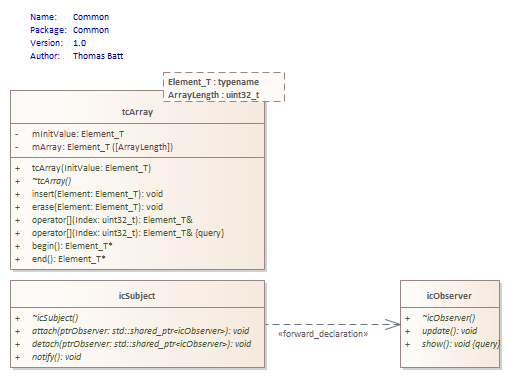 Name: Common
Package: Common
Version: 1.0
Author: Thomas Batt
Element_T : typename
ArrayLength : uint32_t
tcArray
- mInitValue: Element_T
- mArray: Element_T ([ArrayLength])
+ tcArray(InitValue: Element_T)
+ ~tcArray()
+ insert(Element: Element_T): void
+ erase(Element: Element_T): void
+ operator[](Index: uint32_t): Element_T&
+ operator[](Index: uint32_t): Element_T& {query}
+ begin(): Element_T*
+ end(): Element_T*
icSubject
+ ~icSubject()
+ attach(ptrObserver: std::shared_ptr<icObserver>): void
+ detach(ptrObserver: std::shared_ptr<icObserver>): void
+ notify(): void
«forward_declaration»
icObserver
+ ~icObserver()
+ update(): void
+ show(): void {query}